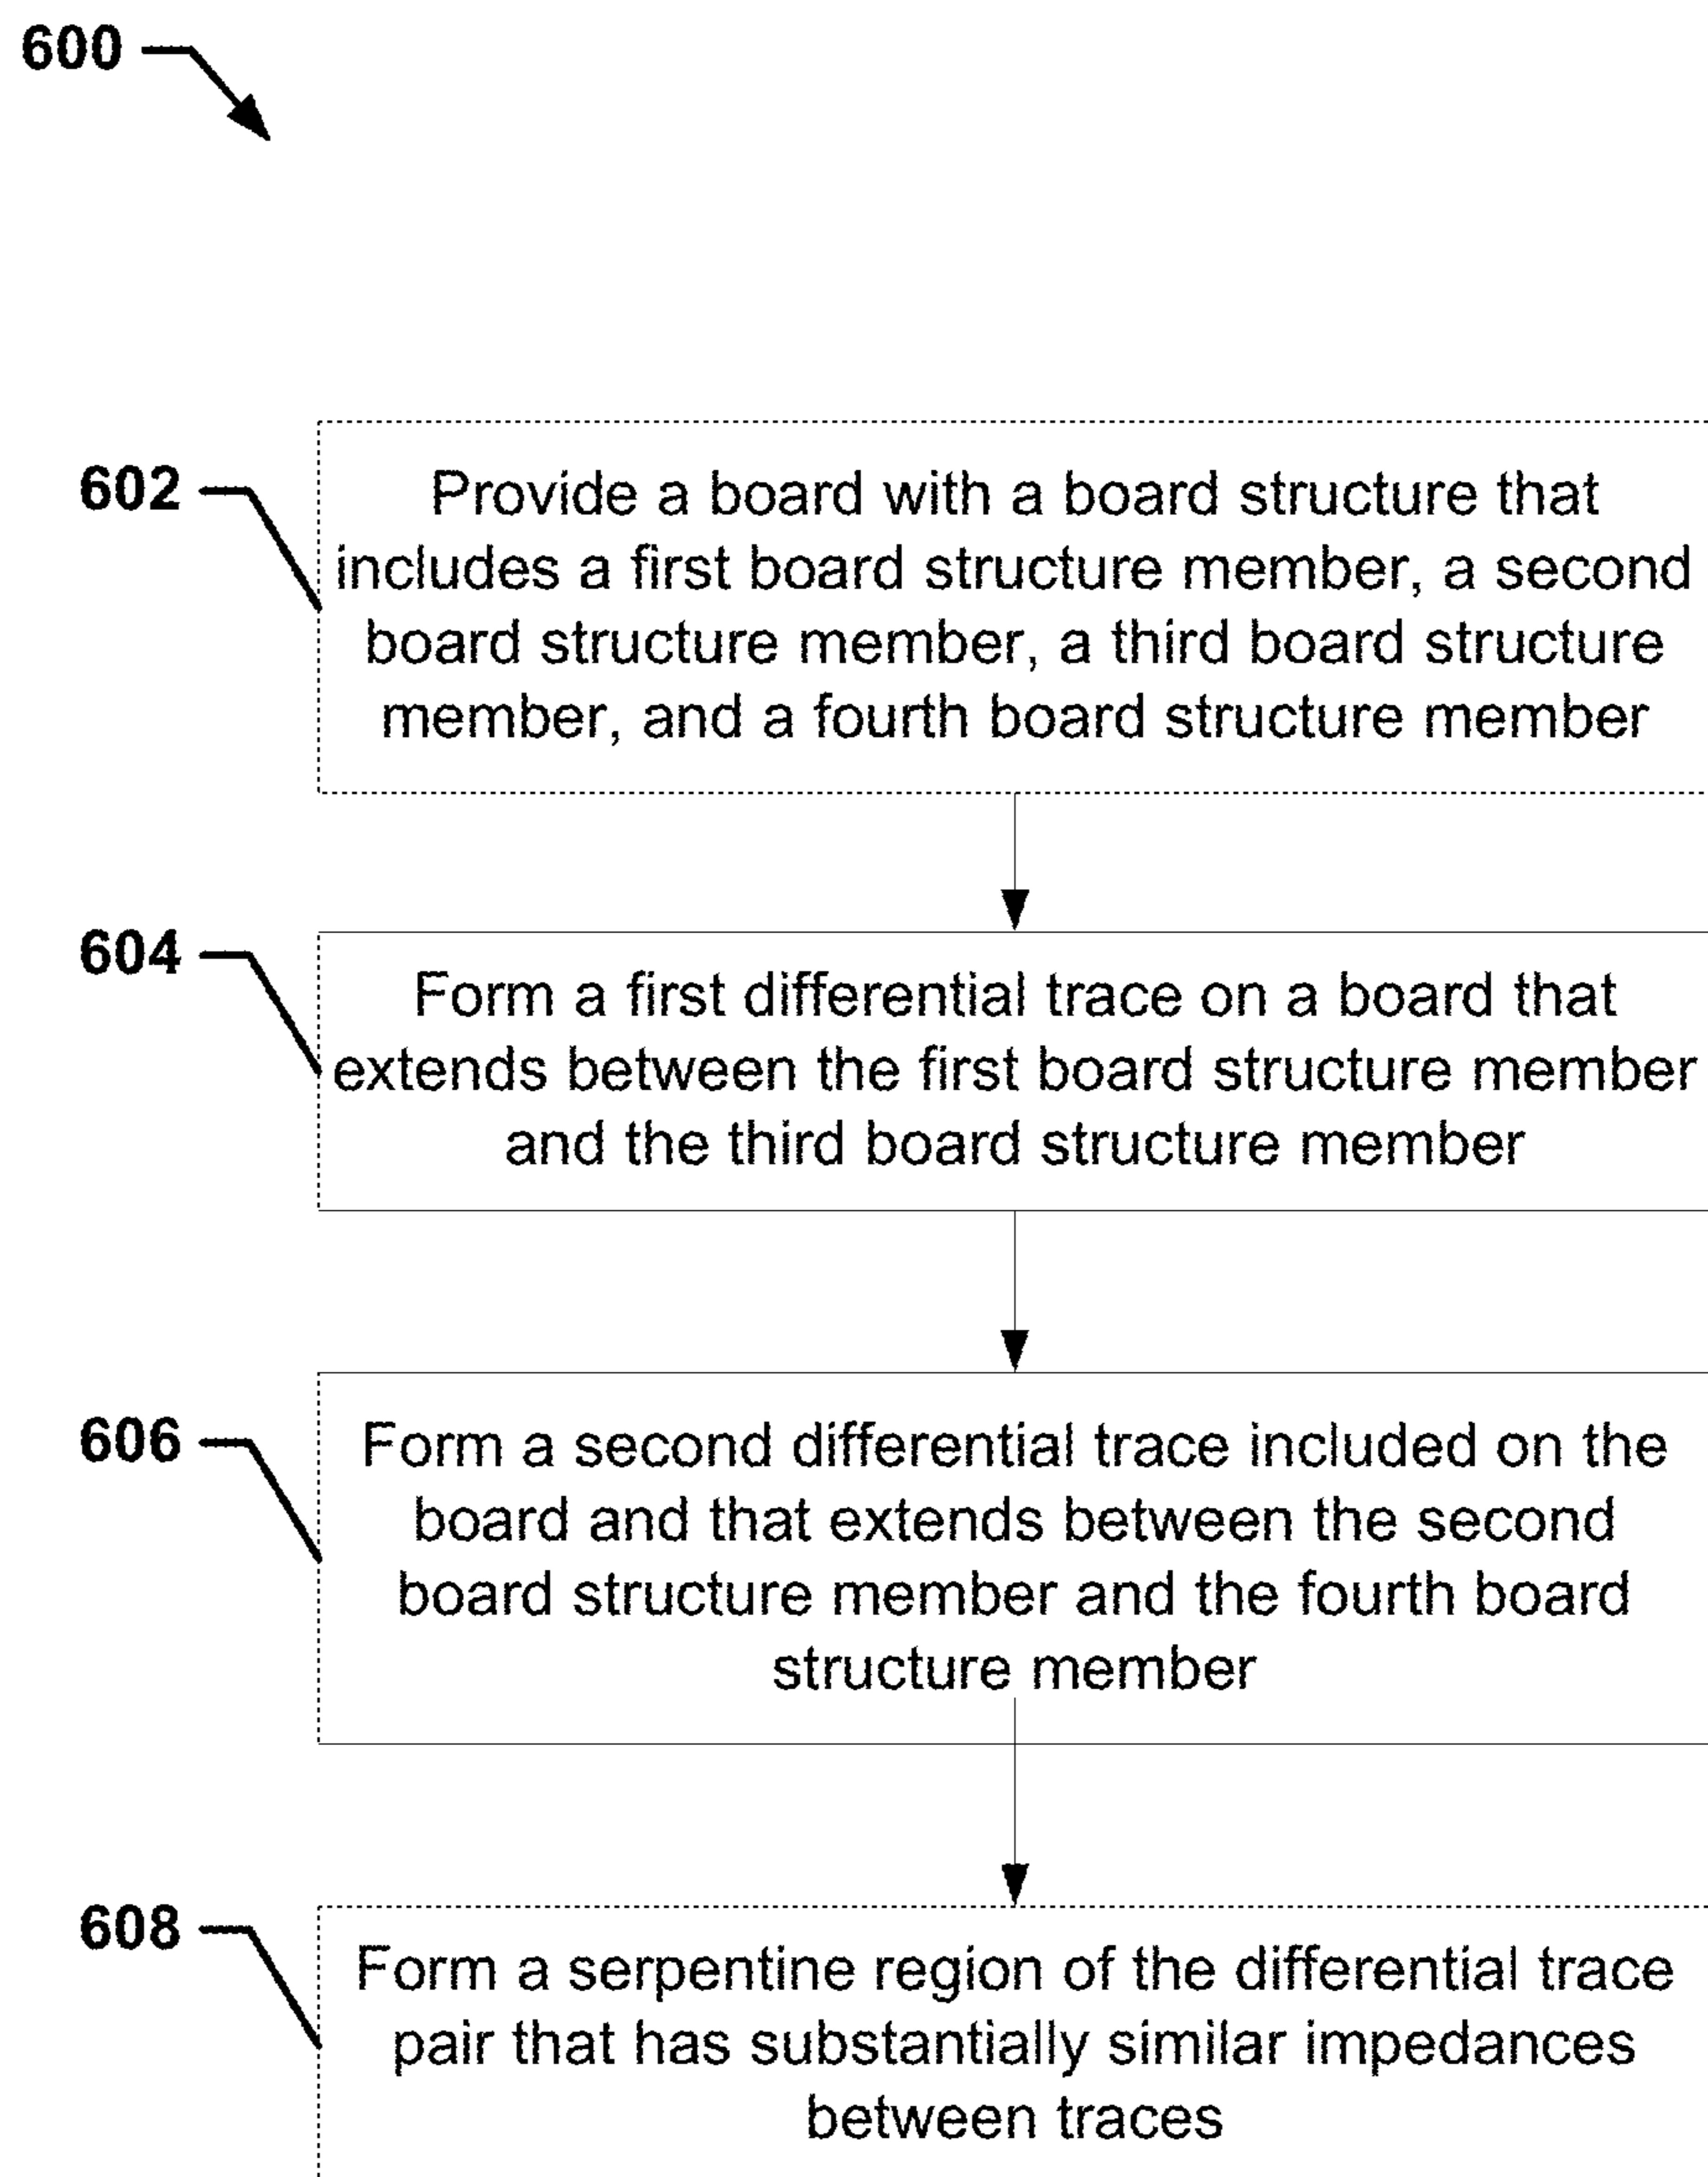 600
602
Provide a board with a board structure that
includes a first board structure member, a second
board structure member, a third board structure
member, and a fourth board structure member
604
Form a first differential trace on a board that
extends between the first board structure member
and the third board structure member
606
Form a second differential trace included on the
board and that extends between the second
board structure member and the fourth board
structure member
608
Form a serpentine region of the differential trace
pair that has substantially similar impedances
between traces